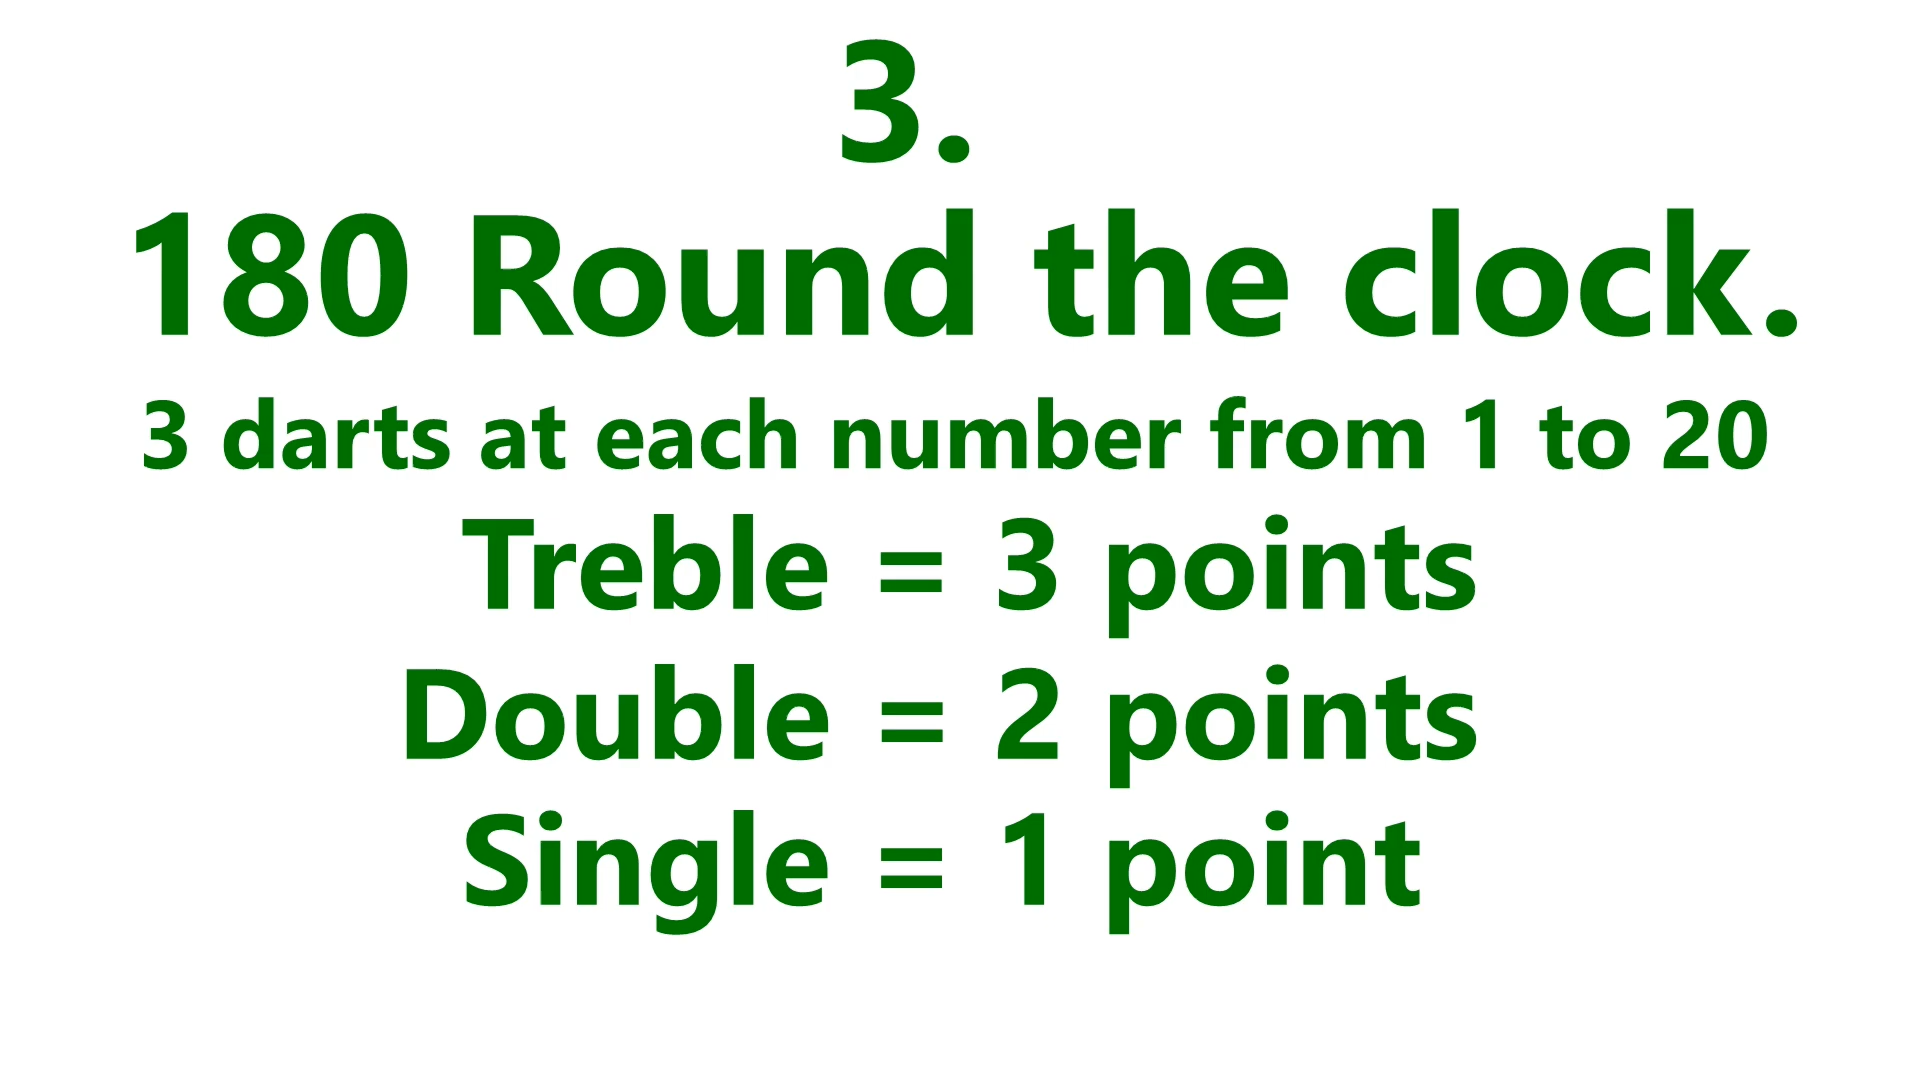 3.
180 Round the clock.
3 darts at each number from 1 to 20
Treble = 3 points
Double = 2 points
Single = 1 point